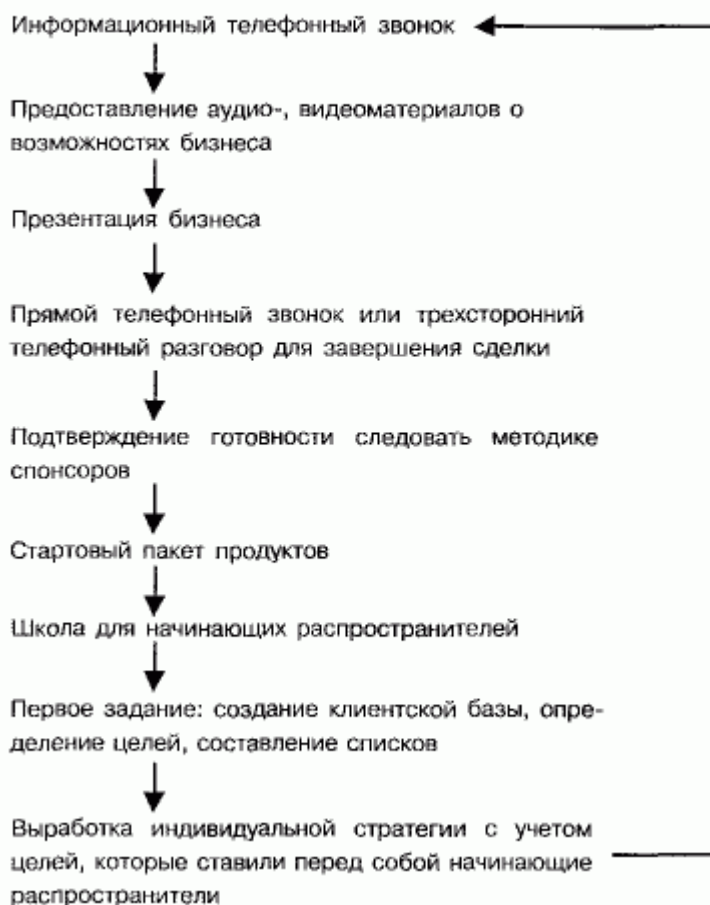 Информационный телефонный звонок
Предоставление аудио-, видеоматериалов о
возможностях бизнеса
Презентация бизнеса
Прямой телефонный звонок или трехсторонний
телефонный разговор для завершения сделки
Подтверждение готовности следовать методике
спонсоров
Стартовый пакет продуктов
Школа для начинающих распространителей
Первое задание: создание клиентской базы, опре-
деление целей, составление списков
Выработка индивидуальной стратегии с учетом
целей, которые ставили перед собой начинающие
распространители